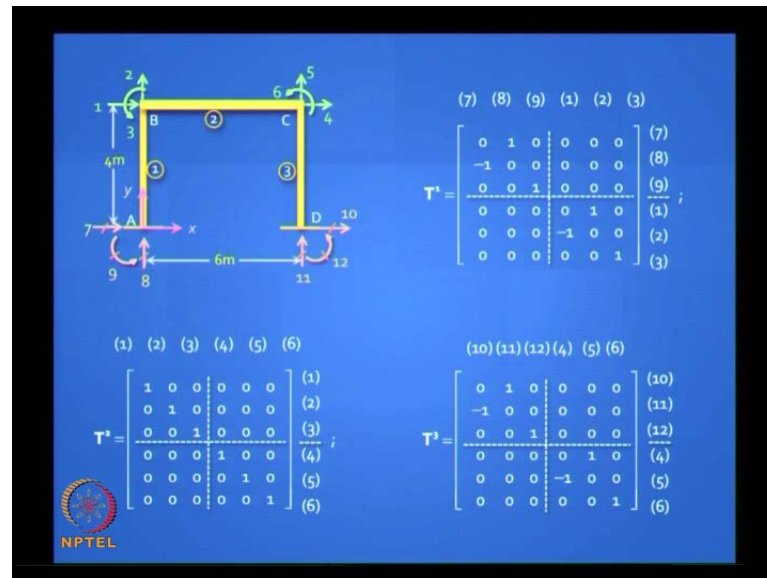 2 5
1 6 4
B C
3 ②
4m ① ③
y
A D 10
7 x
9 8 6m 11 12
(7) (8) (9) (1) (2) (3)
0 1 0 0 0 0 (7)
-1 0 0 0 0 0 (8)
T¹ = 0 0 1 0 0 0 (9) ;
0 0 0 0 1 0 (1)
0 0 0 -1 0 0 (2)
0 0 0 0 0 1 (3)
(1) (2) (3) (4) (5) (6)
1 0 0 0 0 0 (1)
0 1 0 0 0 0 (2)
T³ = 0 0 1 0 0 0 (3) ;
0 0 0 1 0 0 (4)
0 0 0 0 1 0 (5)
0 0 0 0 0 1 (6)
(10) (11) (12) (4) (5) (6)
0 1 0 0 0 0 (10)
-1 0 0 0 0 0 (11)
T³ = 0 0 1 0 0 0 (12)
0 0 0 0 1 0 (4)
0 0 0 -1 0 0 (5)
0 0 0 0 0 1 (6)
NPTEL